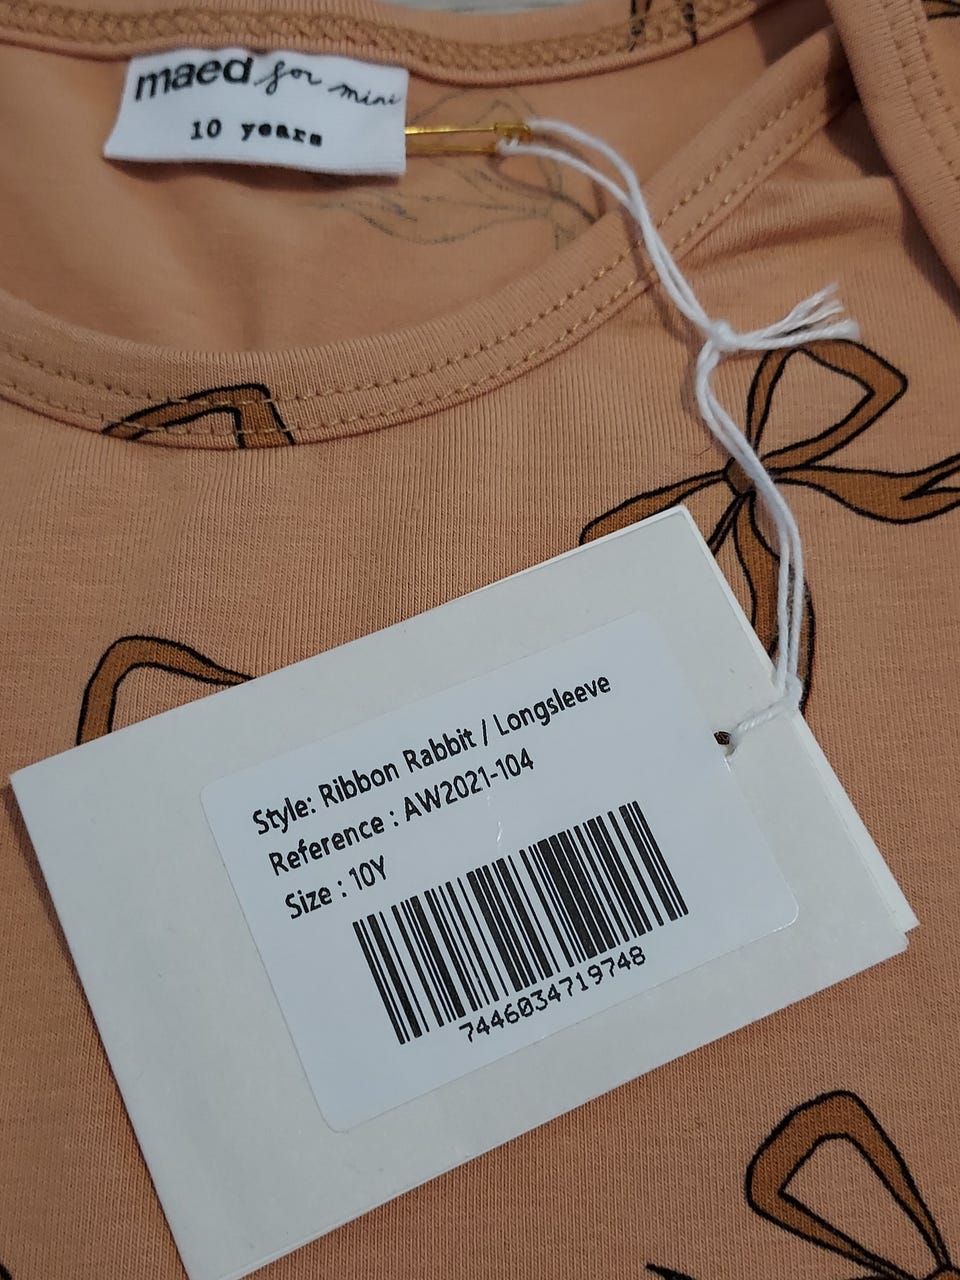 maed for mini
10 years
Style: Ribbon Rabbit / Longsleeve
Reference : AW2021-104
Size : 10Y
7446034719748